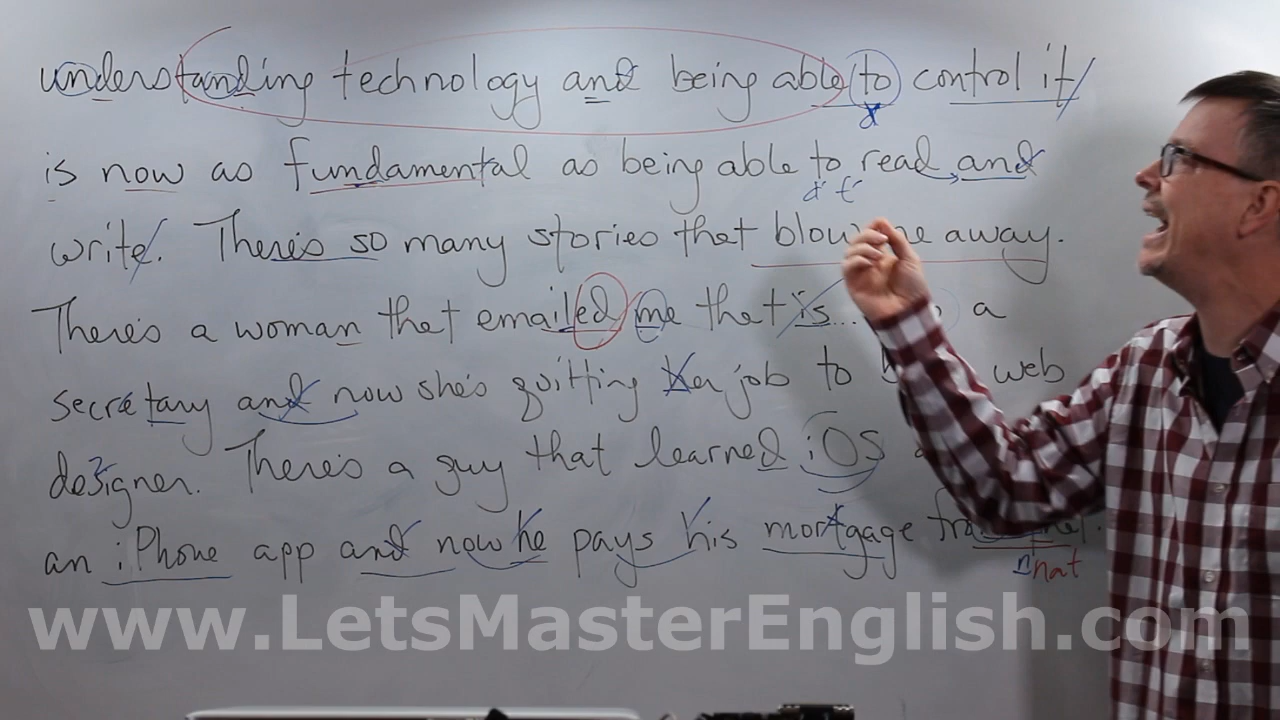 understanding technology and being able to control it
is now as fundamental as being able to read and
write. There's so many stories that blow me away.
There's a woman that emailed me that is... a
secretary and now she's quitting her job to web
designer. There's a guy that learned iOS
an iPhone app and now he pays his mortgage from
nhat
www.LetsMasterEnglish.com